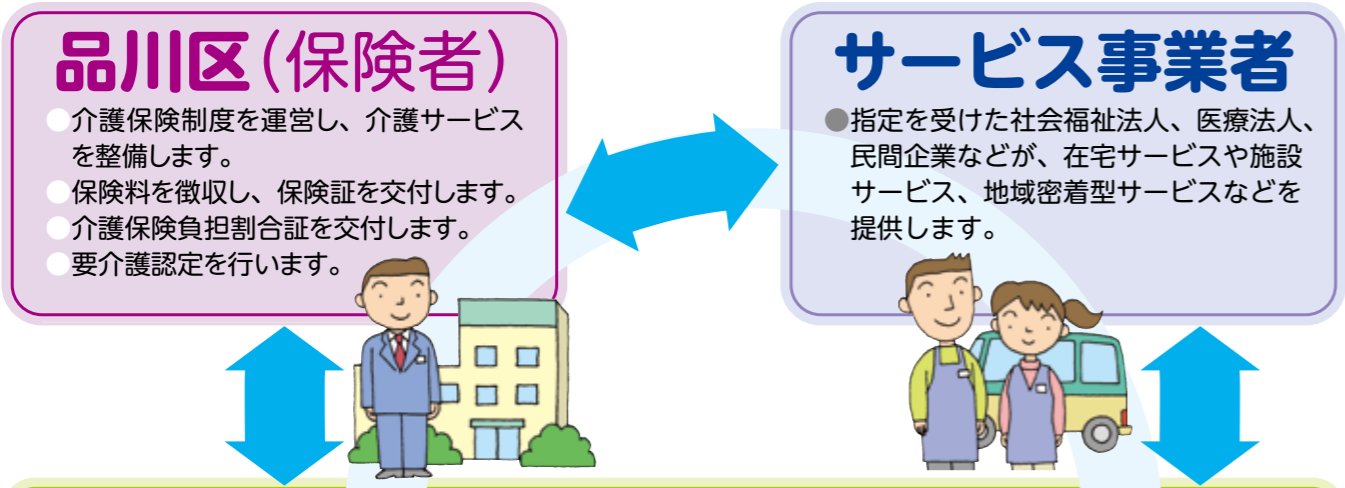 品川区（保険者）
●介護保険制度を運営し、介護サービス
を整備します。
●保険料を徴収し、保険証を交付します。
●介護保険負担割合証を交付します。
●要介護認定を行います。
サービス事業者
●指定を受けた社会福祉法人、医療法人、
民間企業などが、在宅サービスや施設
サービス、地域密着型サービスなどを
提供します。